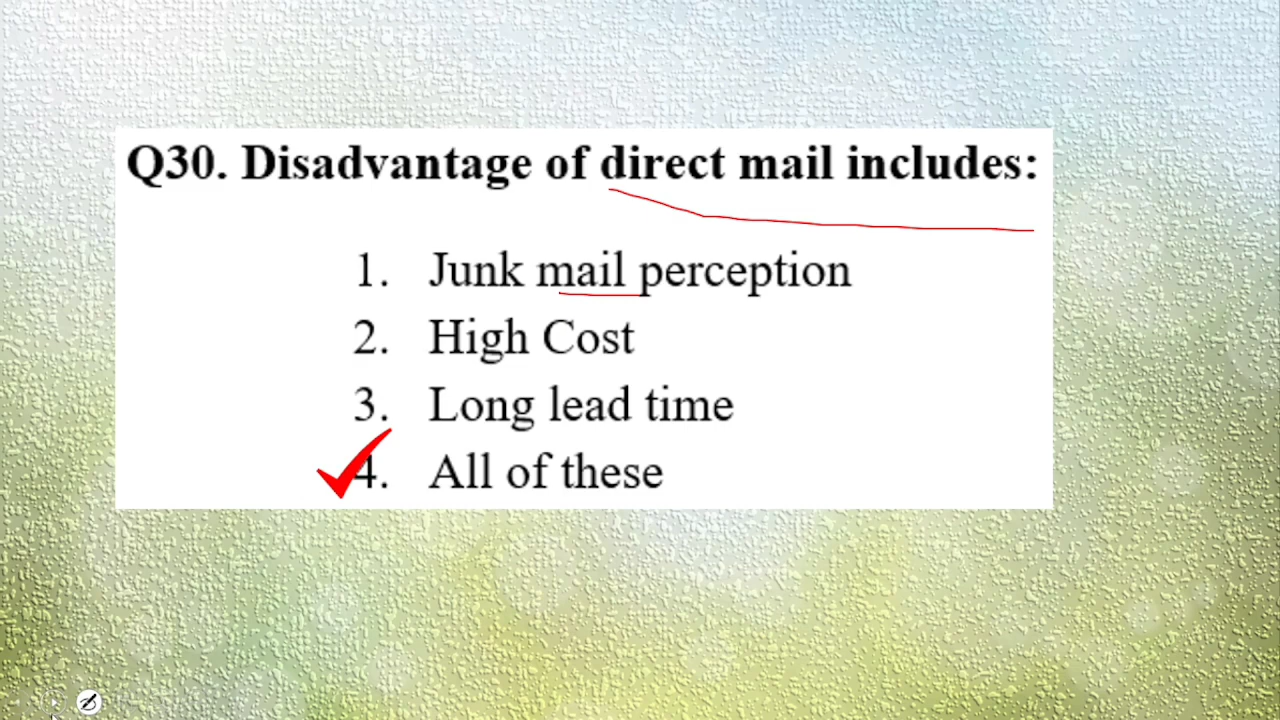 Q30. Disadvantage of direct mail includes:
1. Junk mail perception
2. High Cost
3. Long lead time
4. All of these